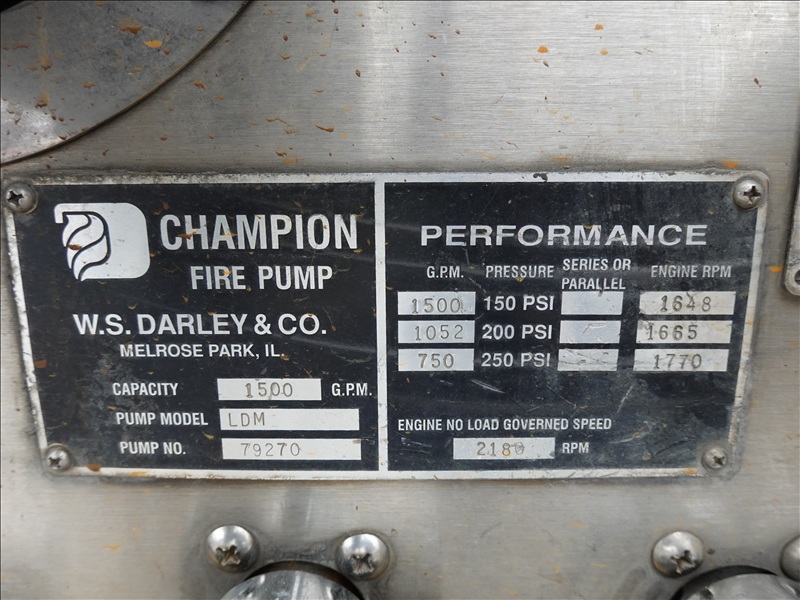 CHAMPION
FIRE PUMP
W.S. DARLEY & CO.
MELROSE PARK, IL.
CAPACITY 1500 G.P.M.
PUMP MODEL LDM
PUMP NO. 79270
PERFORMANCE
G.P.M. PRESSURE SERIES OR PARALLEL ENGINE RPM
1500 150 PSI 1648
1052 200 PSI 1665
750 250 PSI 1770
ENGINE NO LOAD GOVERNED SPEED
2180 RPM